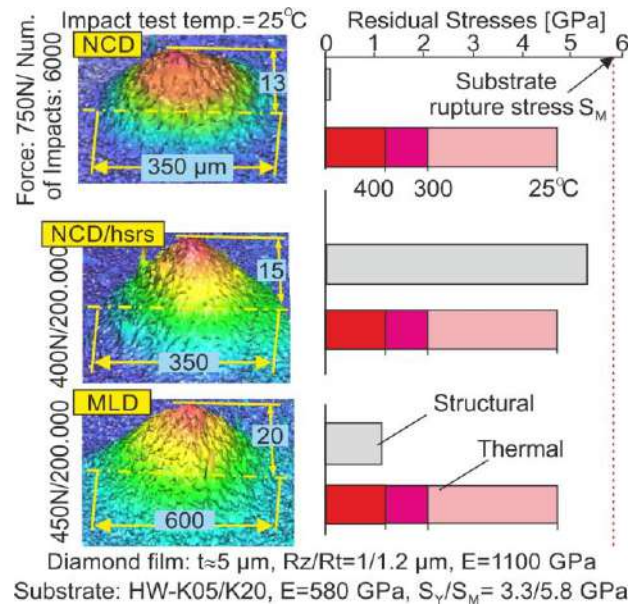 Impact test temp.=25°C
NCD
13
350 µm
Force: 750N/ Num.
of Impacts: 6000
Residual Stresses [GPa]
0 1 2 3 4 5 6
Substrate
rupture stress S_M
400 300 25°C
NCD/hsrs
15
350
400N/200.000
MLD
20
600
450N/200.000
Structural
Thermal
Diamond film: t≈5 µm, Rz/Rt=1/1.2 µm, E=1100 GPa
Substrate: HW-K05/K20, E=580 GPa, S_Y/S_M= 3.3/5.8 GPa